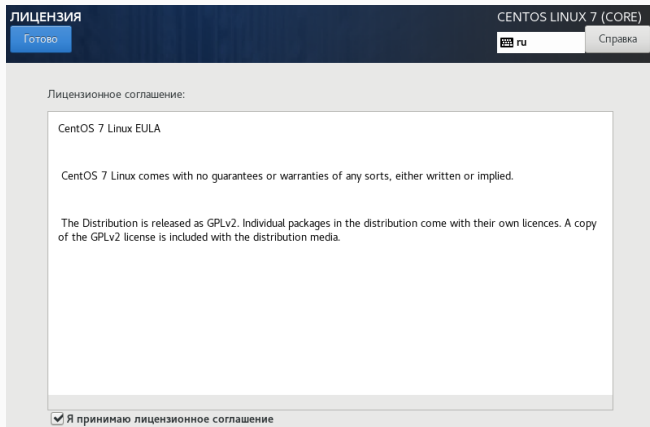 ЛИЦЕНЗИЯ
CENTOS LINUX 7 (CORE)
Готово
ru
Справка
Лицензионное соглашение:
CentOS 7 Linux EULA
CentOS 7 Linux comes with no guarantees or warranties of any sorts, either written or implied.
The Distribution is released as GPLv2. Individual packages in the distribution come with their own licences. A copy
of the GPLv2 license is included with the distribution media.
Я принимаю лицензионное соглашение